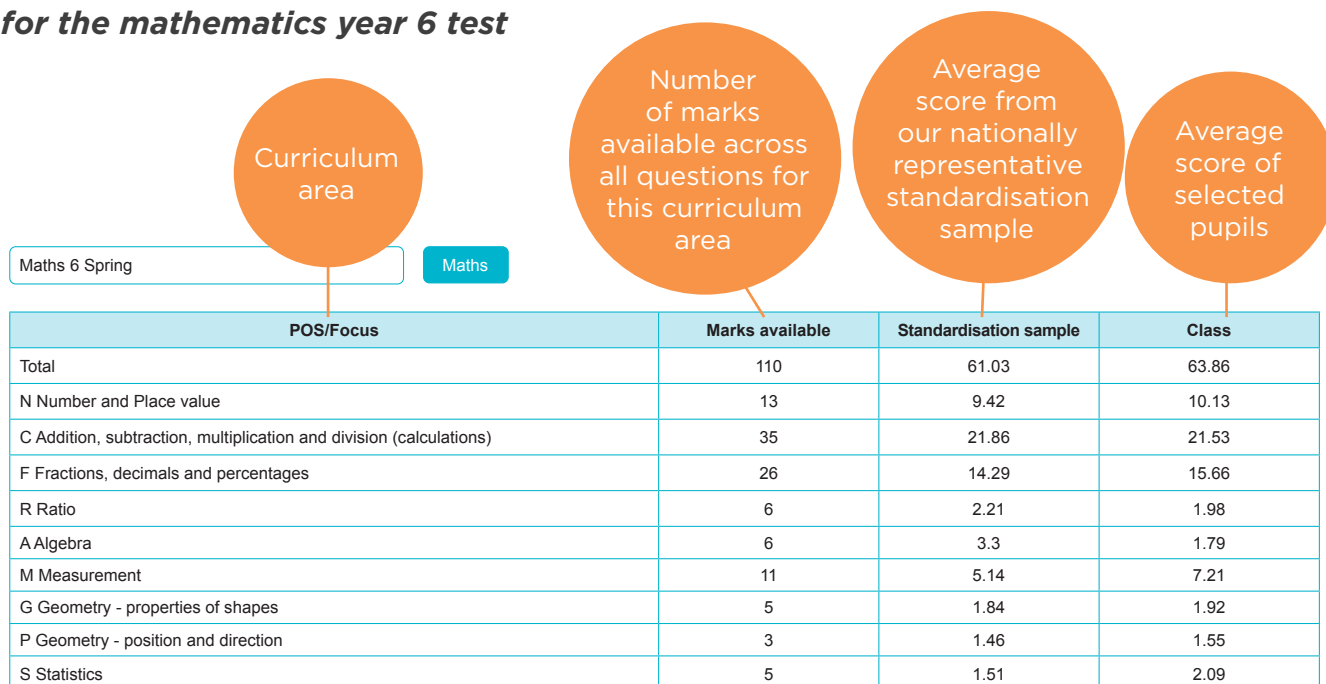 for the mathematics year 6 test
Curriculum
area
Number
of marks
available across
all questions for
this curriculum
area
Average
score from
our nationally
representative
standardisation
sample
Average
score of
selected
pupils
Maths 6 Spring
Maths
POS/Focus Marks available Standardisation sample Class
Total 110 61.03 63.86
N Number and Place value 13 9.42 10.13
C Addition, subtraction, multiplication and division (calculations) 35 21.86 21.53
F Fractions, decimals and percentages 26 14.29 15.66
R Ratio 6 2.21 1.98
A Algebra 6 3.3 1.79
M Measurement 11 5.14 7.21
G Geometry - properties of shapes 5 1.84 1.92
P Geometry - position and direction 3 1.46 1.55
S Statistics 5 1.51 2.09